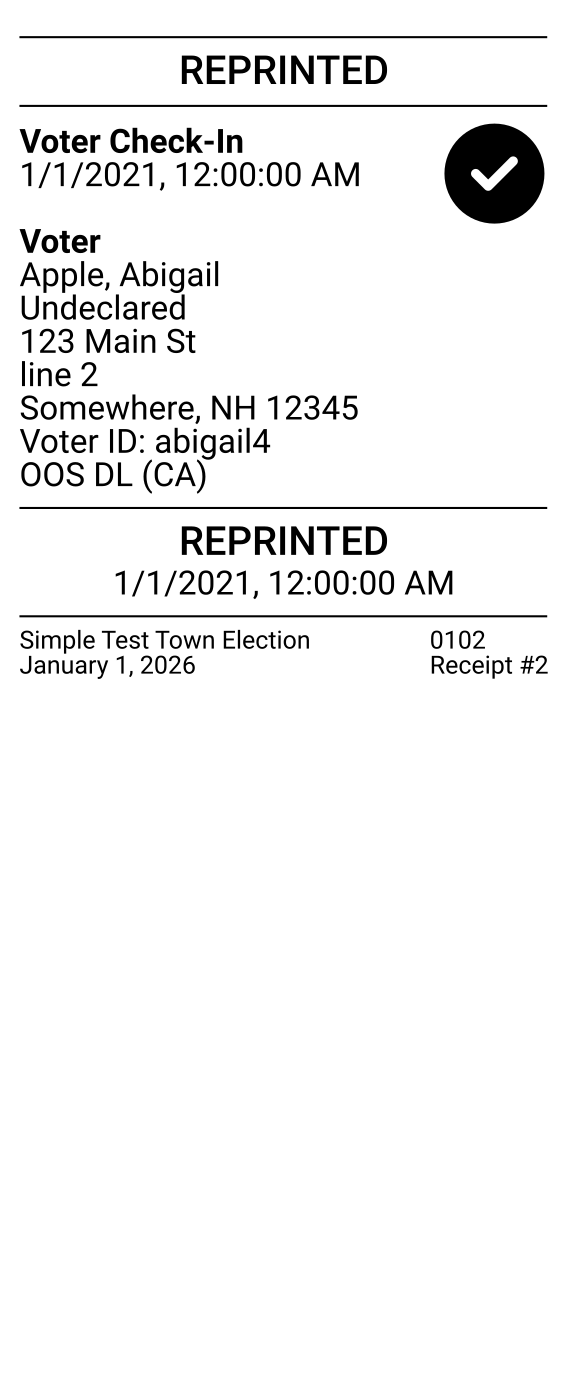 REPRINTED
Voter Check-In
1/1/2021, 12:00:00 AM
Voter
Apple, Abigail
Undeclared
123 Main St
line 2
Somewhere, NH 12345
Voter ID: abigail4
OOS DL (CA)
REPRINTED
1/1/2021, 12:00:00 AM
Simple Test Town Election
0102
January 1, 2026
Receipt #2